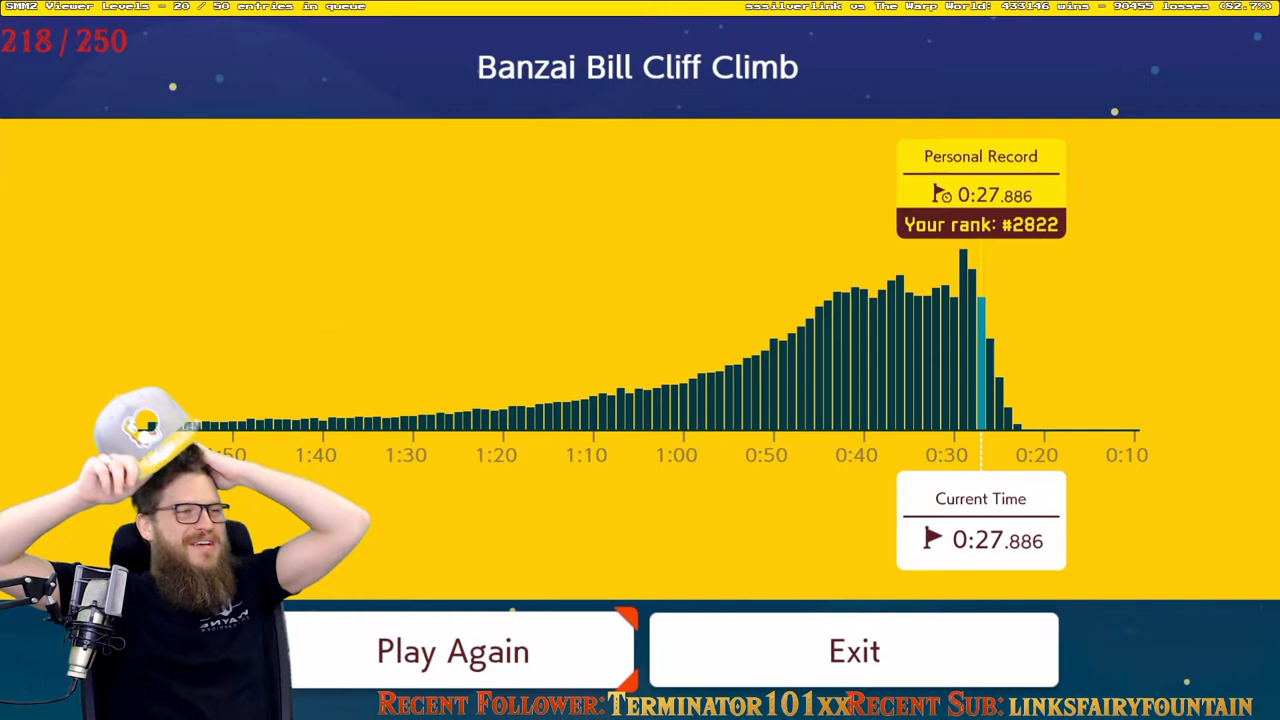 SMM2 Viewer Levels - 20 / 50 entries in queue
sssilverlink vs The Warp World: 433146 wins - 90455 losses (82.7%)
218 / 250
Banzai Bill Cliff Climb
Personal Record
0:27.886
Your rank: #2822
1:40 1:30 1:20 1:10 1:00 0:50 0:40 0:30 0:20 0:10
Current Time
0:27.886
Play Again
Exit
Recent Follower:Terminator101xx
Recent Sub: linksfairyfountain